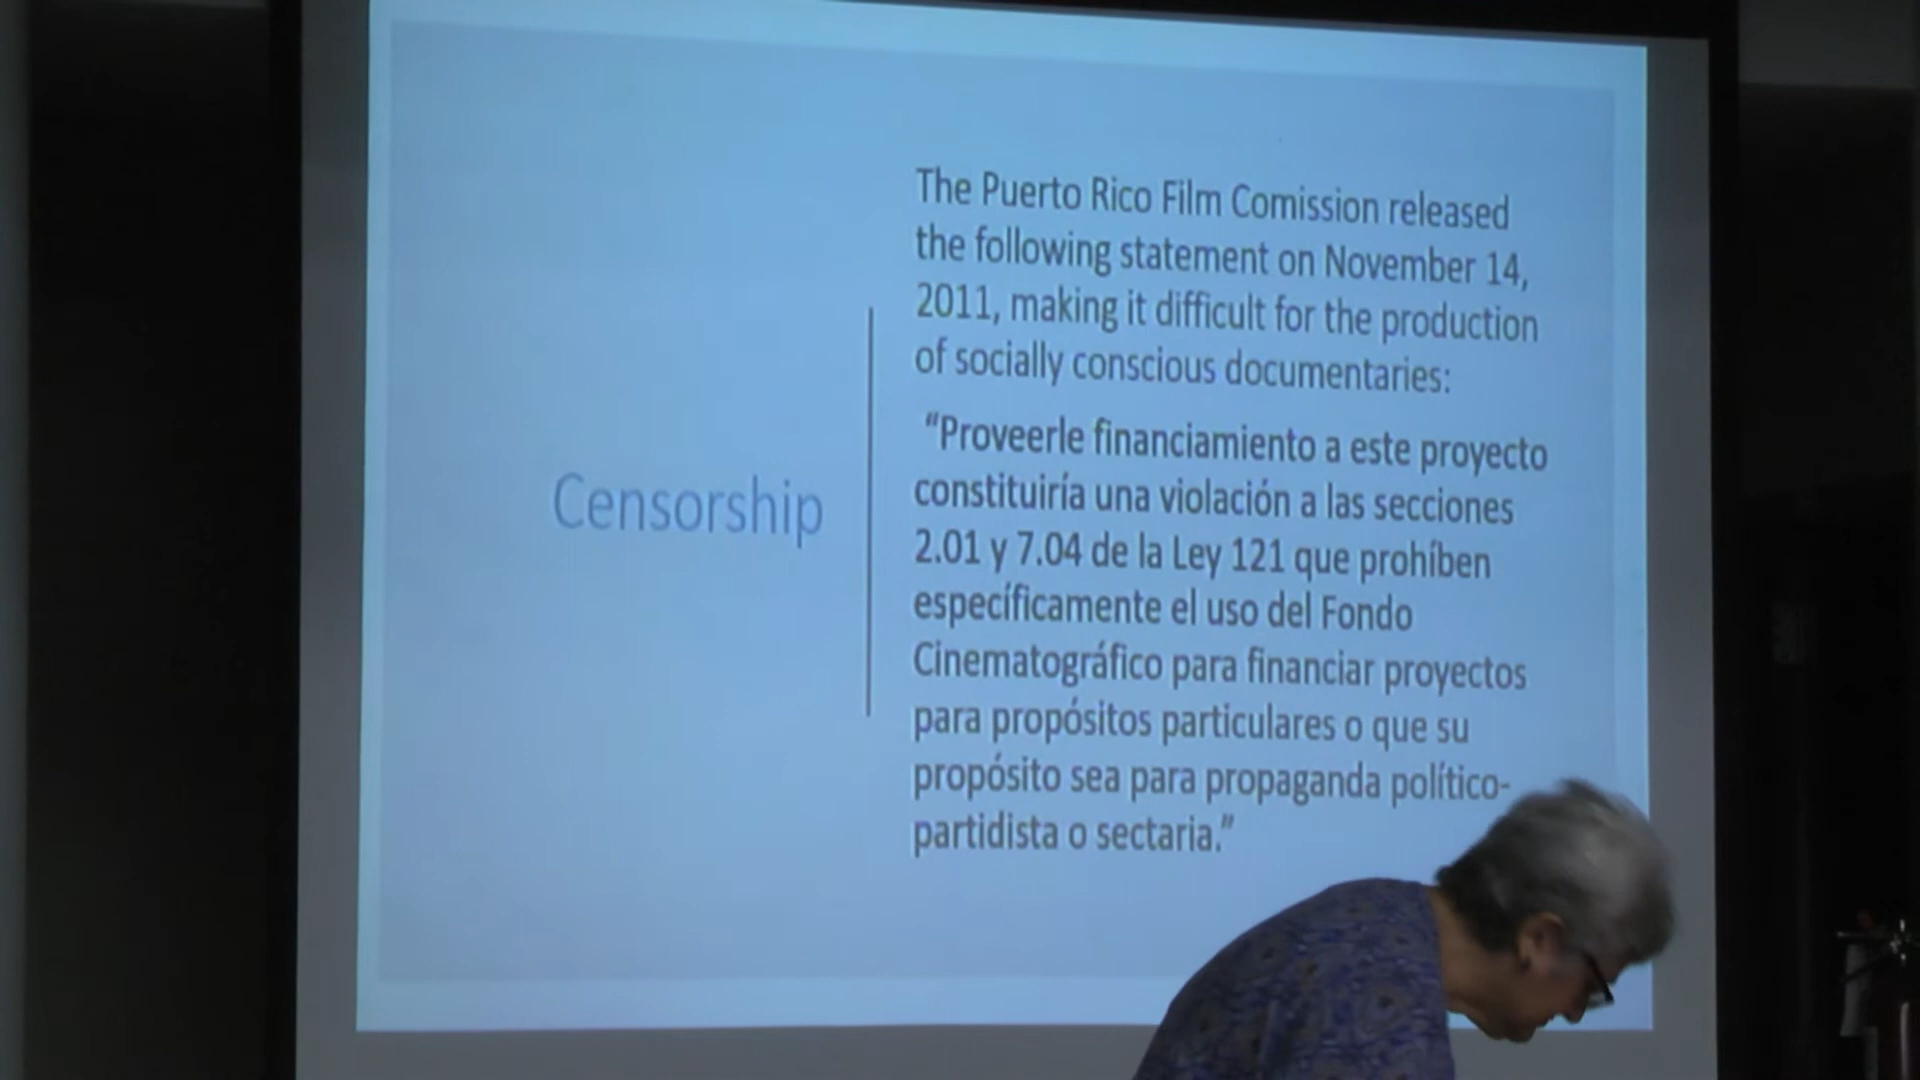 Censorship
The Puerto Rico Film Comission released
the following statement on November 14,
2011, making it difficult for the production
of socially conscious documentaries:
“Proveerle financiamiento a este proyecto
constituiría una violación a las secciones
2.01 y 7.04 de la Ley 121 que prohíben
específicamente el uso del Fondo
Cinematográfico para financiar proyectos
para propósitos particulares o que su
propósito sea para propaganda político-
partidista o sectaria.”